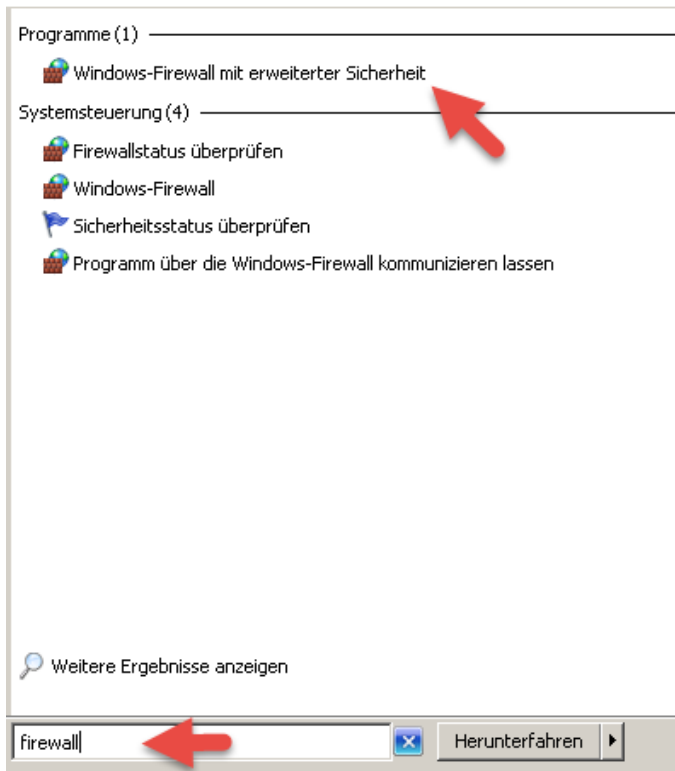 Programme (1)
Windows-Firewall mit erweiterter Sicherheit
Systemsteuerung (4)
Firewallstatus überprüfen
Windows-Firewall
Sicherheitsstatus überprüfen
Programm über die Windows-Firewall kommunizieren lassen
Weitere Ergebnisse anzeigen
firewall
Herunterfahren